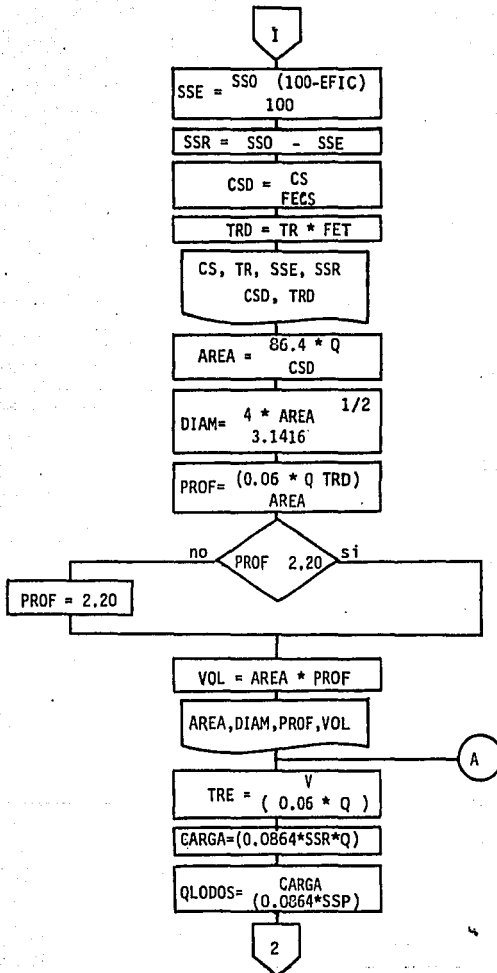 I
SSO (100-EFIC)
SSE =
100
SSR = SSO - SSE
CSD = CS
FECS
TRD = TR * FET
CS, TR, SSE, SSR
CSD, TRD
86.4 * Q
AREA =
CSD
1/2
DIAM= 4 * AREA
3.1416
PROF= (0.06 * Q TRD)
AREA
no
PROF 2,20
si
PROF = 2,20
VOL = AREA * PROF
AREA,DIAM,PROF,VOL
A
V
TRE =
( 0.06 * Q )
CARGA=(0.0864*SSR*Q)
QLODOS= CARGA
(0.0864*SSP)
2